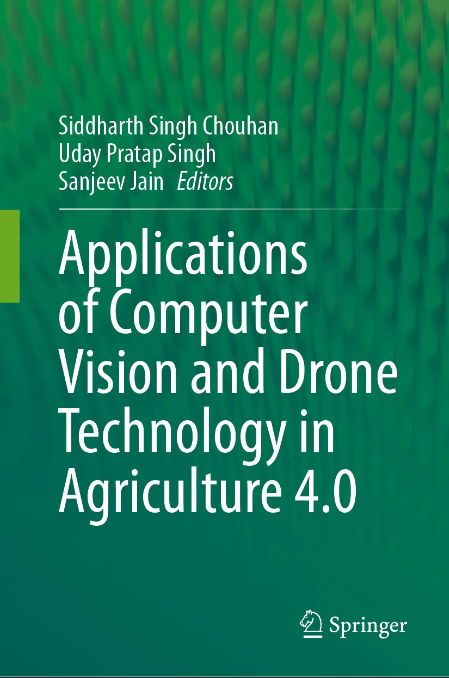 Siddharth Singh Chouhan
Uday Pratap Singh
Sanjeev Jain Editors
Applications
of Computer
Vision and Drone
Technology in
Agriculture 4.0
Springer